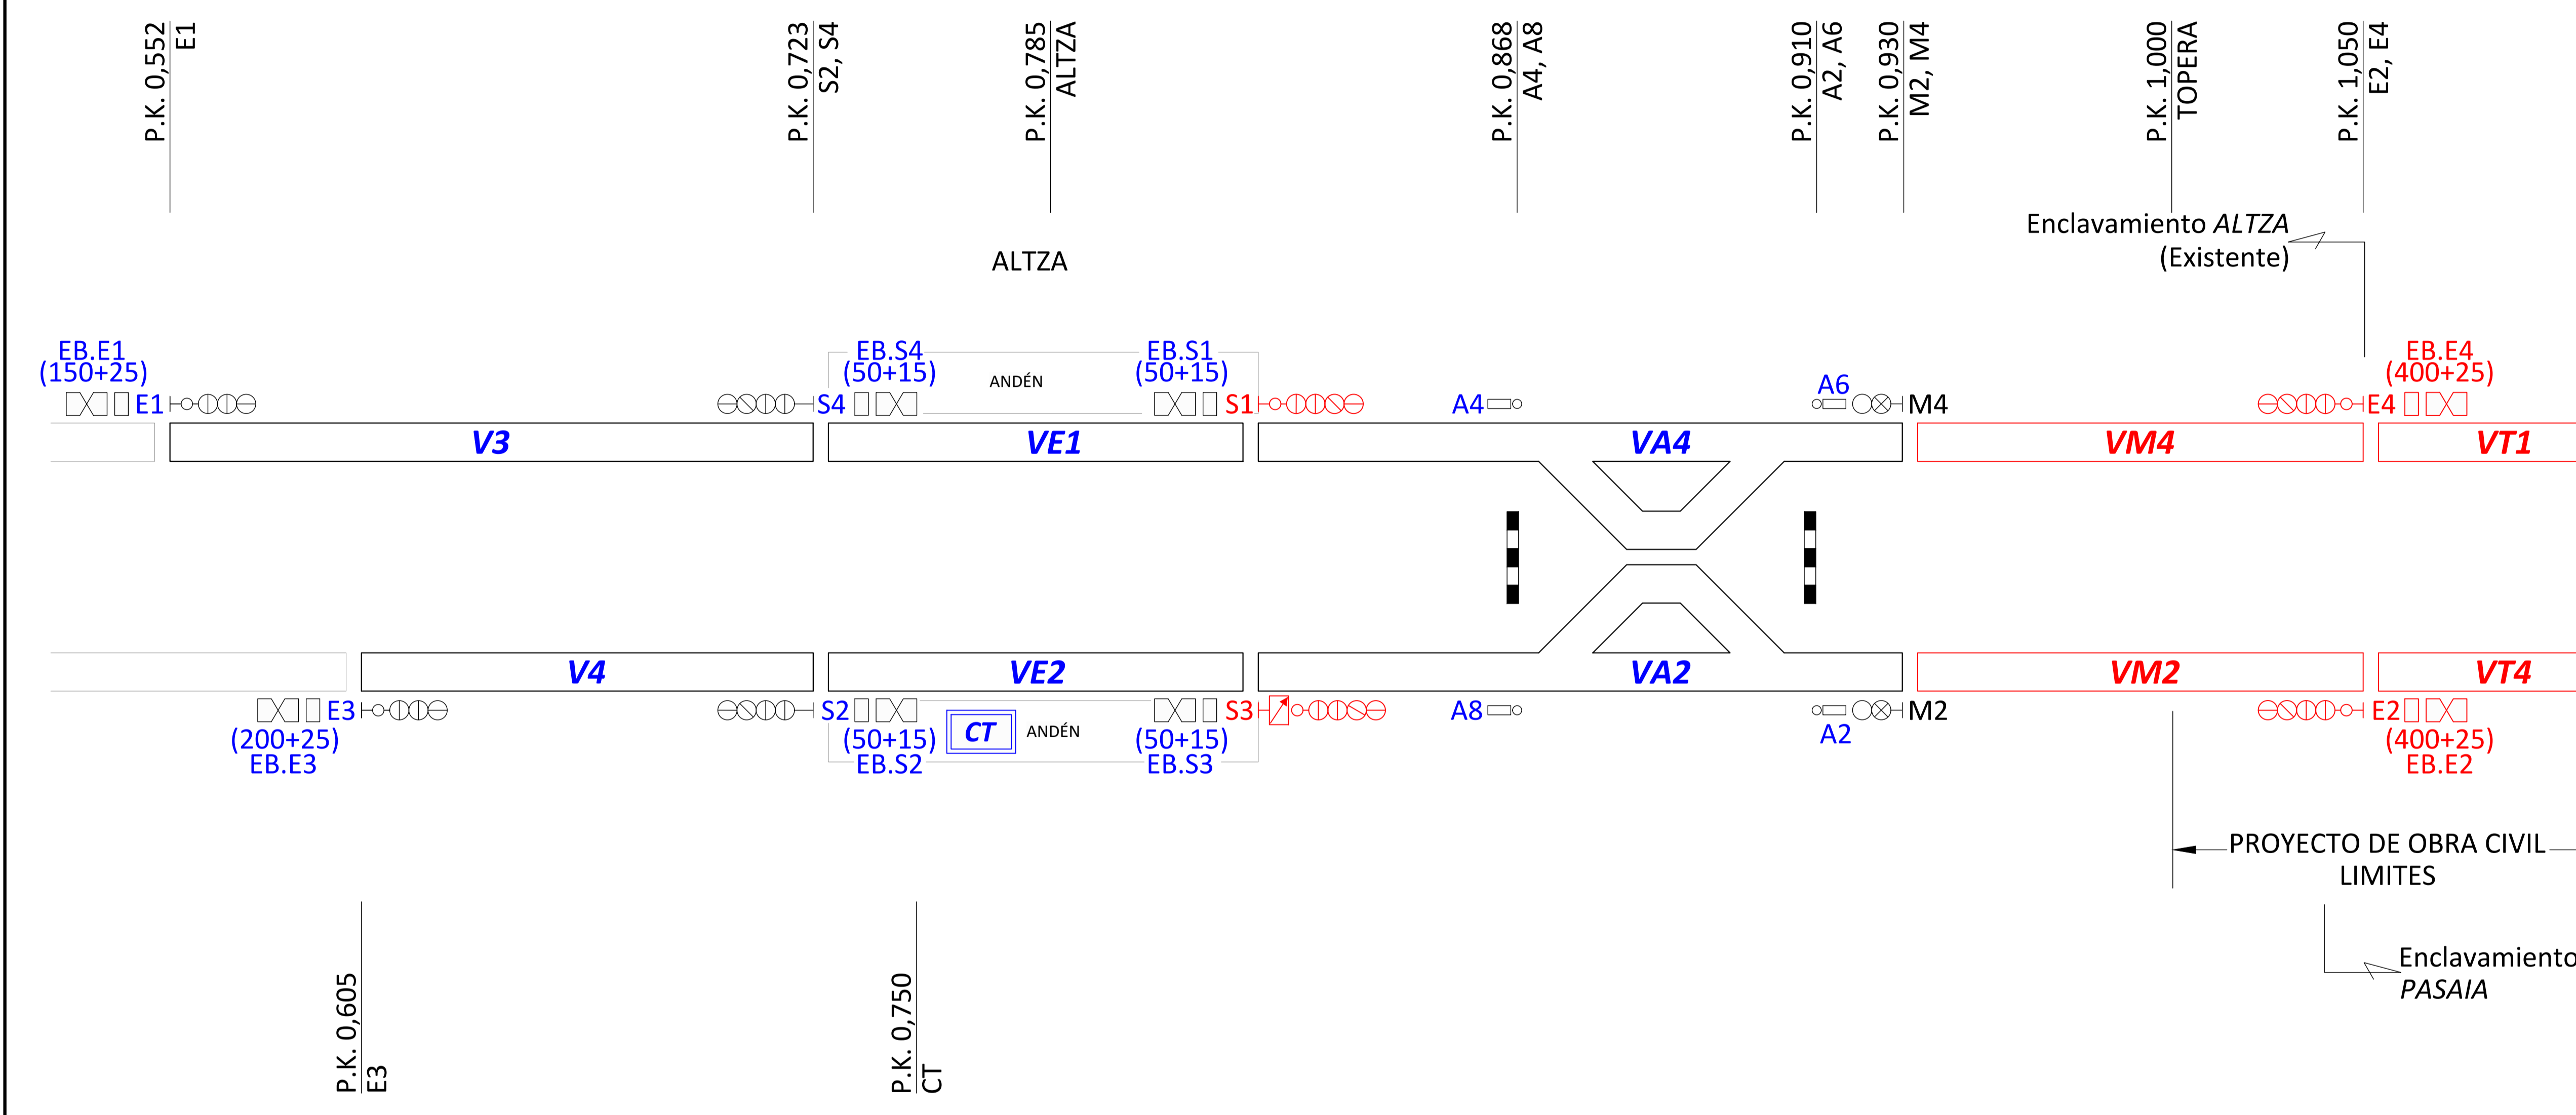 P.K. 0,552
E1
P.K. 0,723
S2, S4
P.K. 0,785
ALTZA
P.K. 0,868
A4, A8
P.K. 0,910
A2, A6
P.K. 0,930
M2, M4
P.K. 1,000
TOPERA
P.K. 1,050
E2, E4
Enclavamiento ALTZA
(Existente)
ALTZA
EB.E1
(150+25)
EB.S4
(50+15)
ANDÉN
EB.S1
(50+15)
EB.E4
(400+25)
E1
S4
S1
A4
A6
M4
E4
V3
VE1
VA4
VM4
VT1
V4
VE2
VA2
VM2
VT4
E3
S2
S3
A8
A2
M2
E2
(200+25)
EB.E3
(50+15)
EB.S2
CT
ANDÉN
(50+15)
EB.S3
(400+25)
EB.E2
PROYECTO DE OBRA CIVIL
LIMITES
Enclavamiento
PASAIA
P.K. 0,605
E3
P.K. 0,750
CT